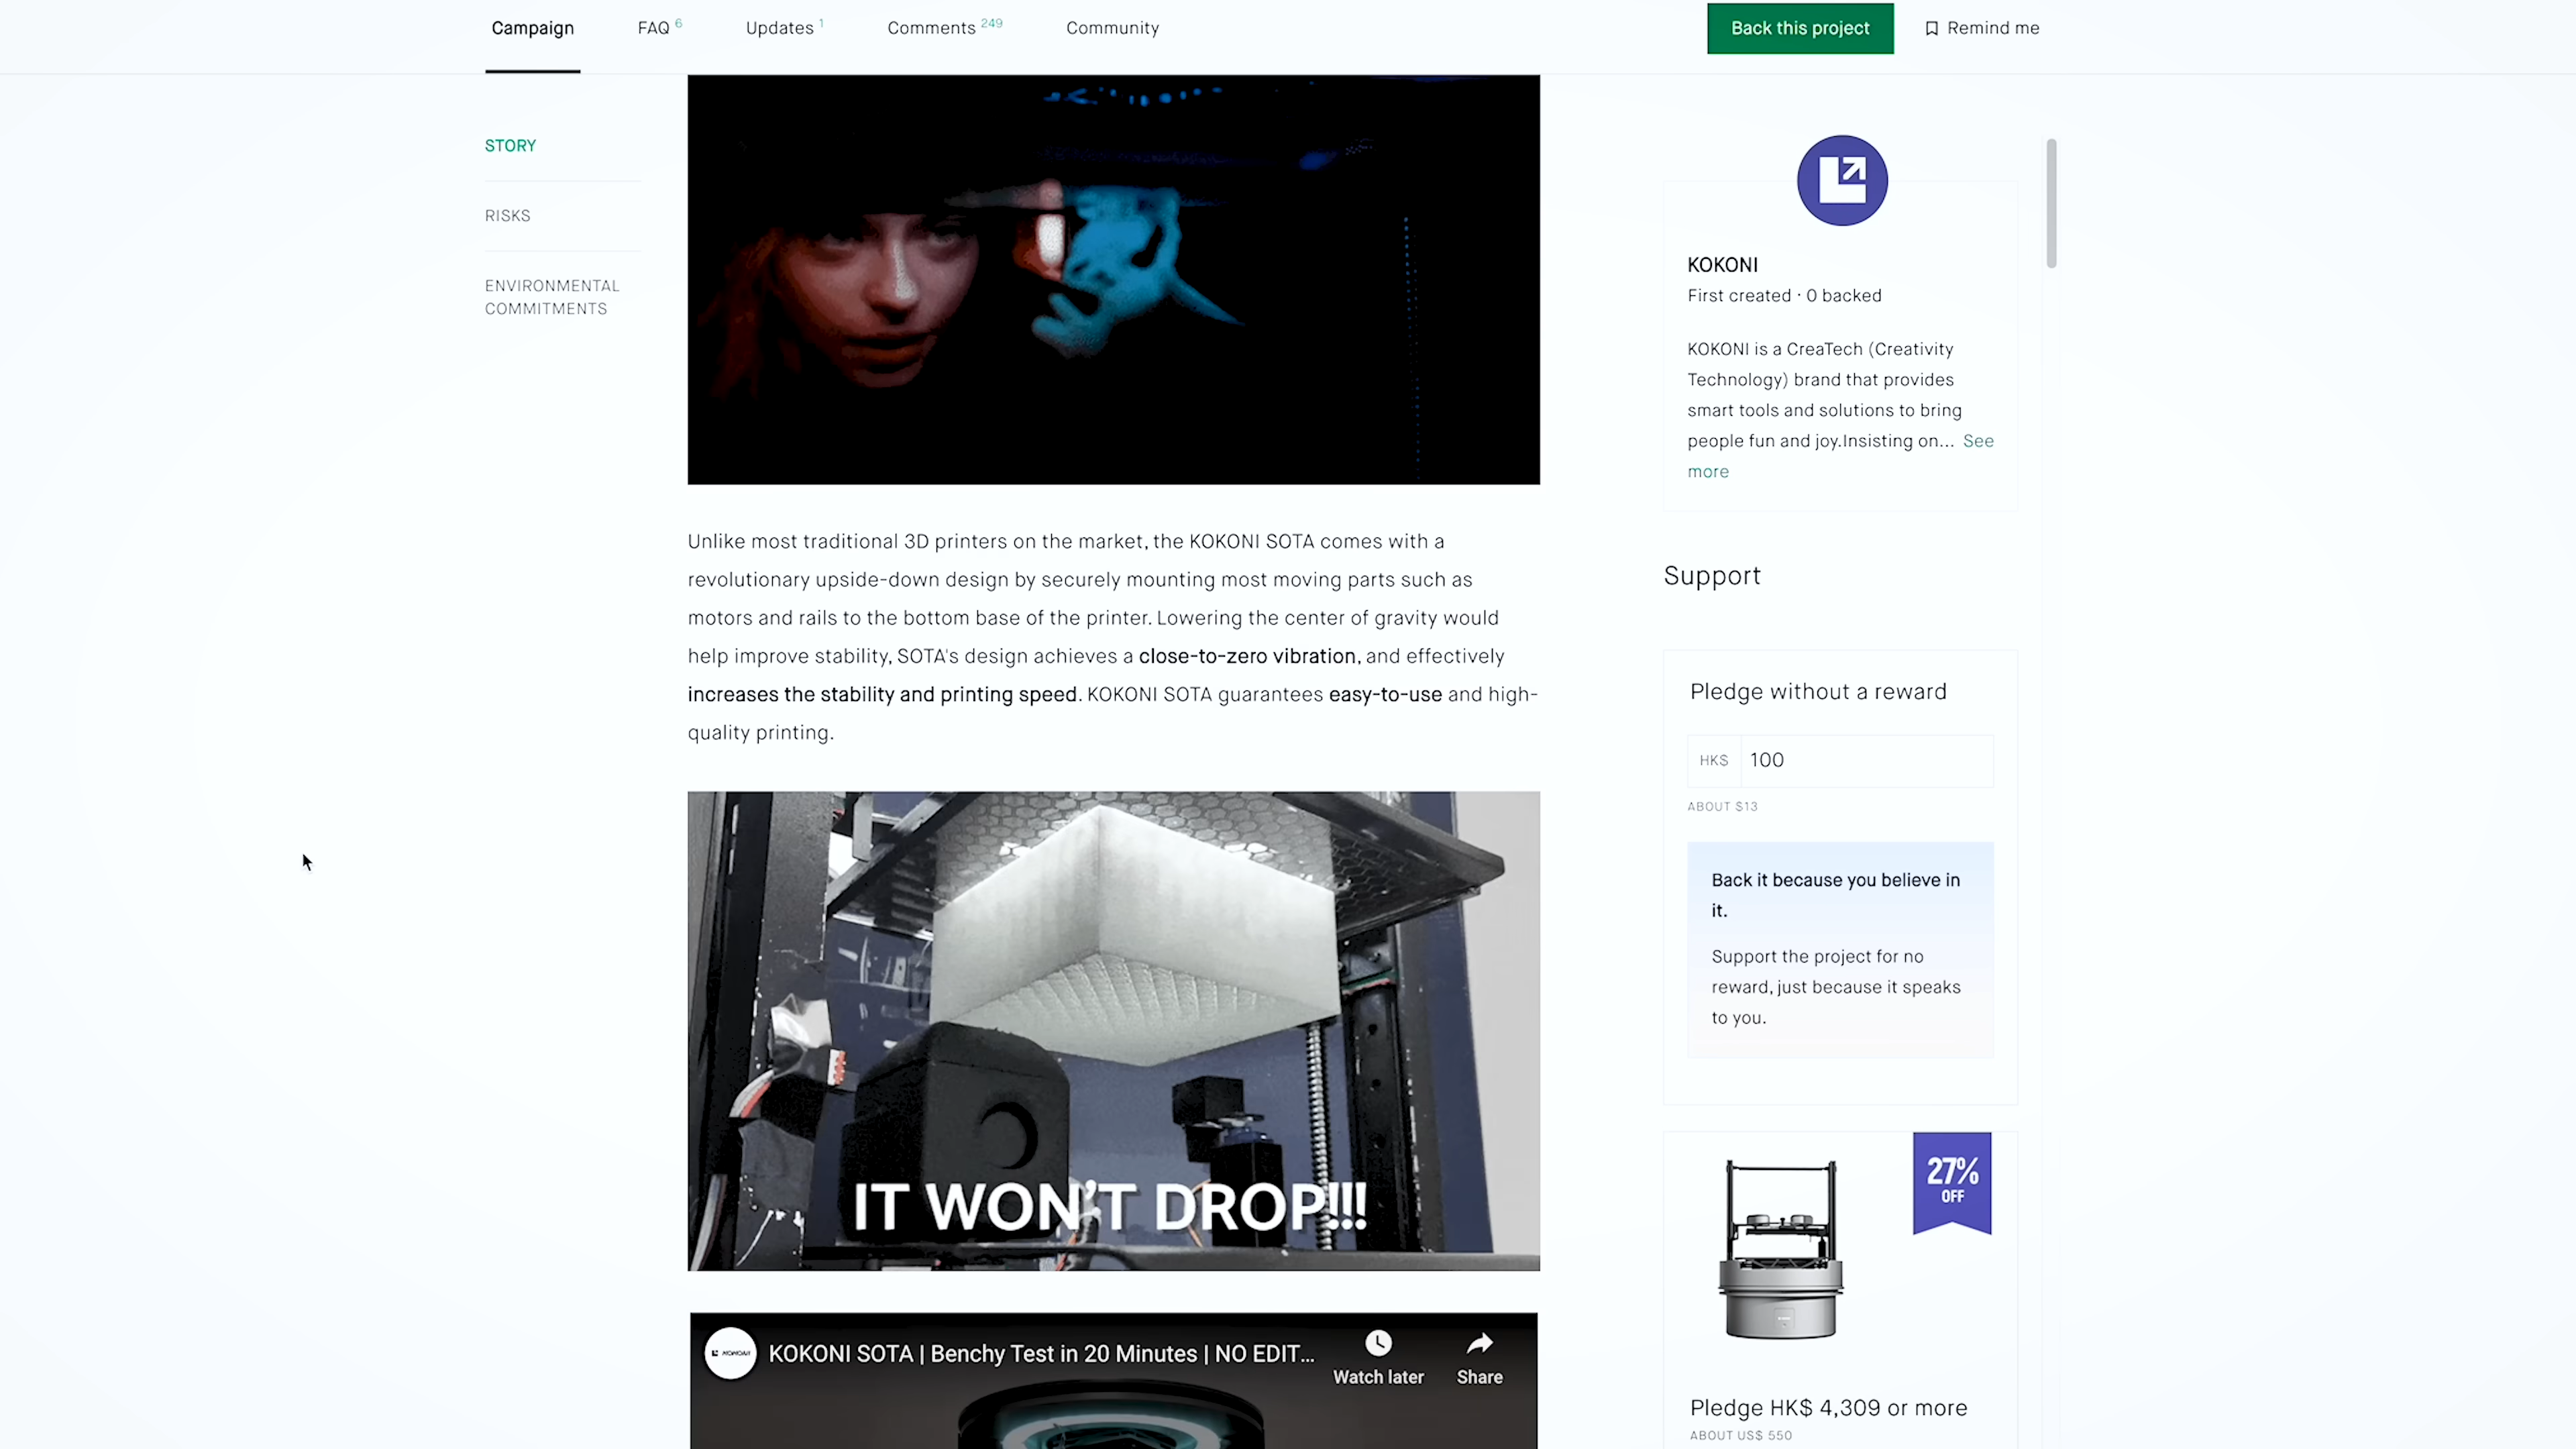 Campaign
FAQ 6
Updates 1
Comments 249
Community
Back this project
Remind me
STORY
RISKS
ENVIRONMENTAL
COMMITMENTS
Unlike most traditional 3D printers on the market, the KOKONI SOTA comes with a
revolutionary upside-down design by securely mounting most moving parts such as
motors and rails to the bottom base of the printer. Lowering the center of gravity would
help improve stability, SOTA's design achieves a close-to-zero vibration, and effectively
increases the stability and printing speed. KOKONI SOTA guarantees easy-to-use and high-
quality printing.
IT WON'T DROP!!!
KOKONI SOTA | Benchy Test in 20 Minutes | NO EDIT...
Watch later
Share
KOKONI
First created · 0 backed
KOKONI is a CreaTech (Creativity
Technology) brand that provides
smart tools and solutions to bring
people fun and joy.Insisting on... See
more
Support
Pledge without a reward
HK$ 100
ABOUT $13
Back it because you believe in
it.
Support the project for no
reward, just because it speaks
to you.
27%
OFF
Pledge HK$ 4,309 or more
ABOUT US$ 550